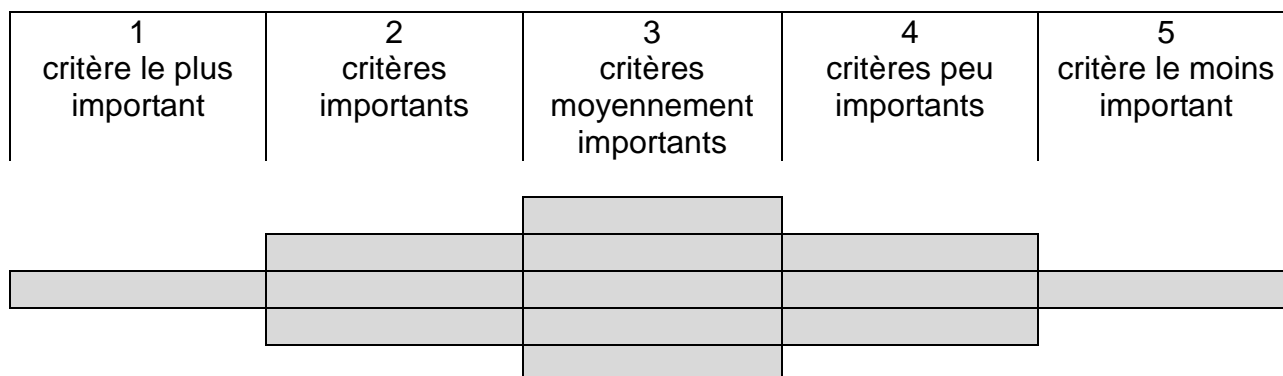 1
critère le plus
important
2
critères
importants
3
critères
moyennement
importants
4
critères peu
importants
5
critère le moins
important